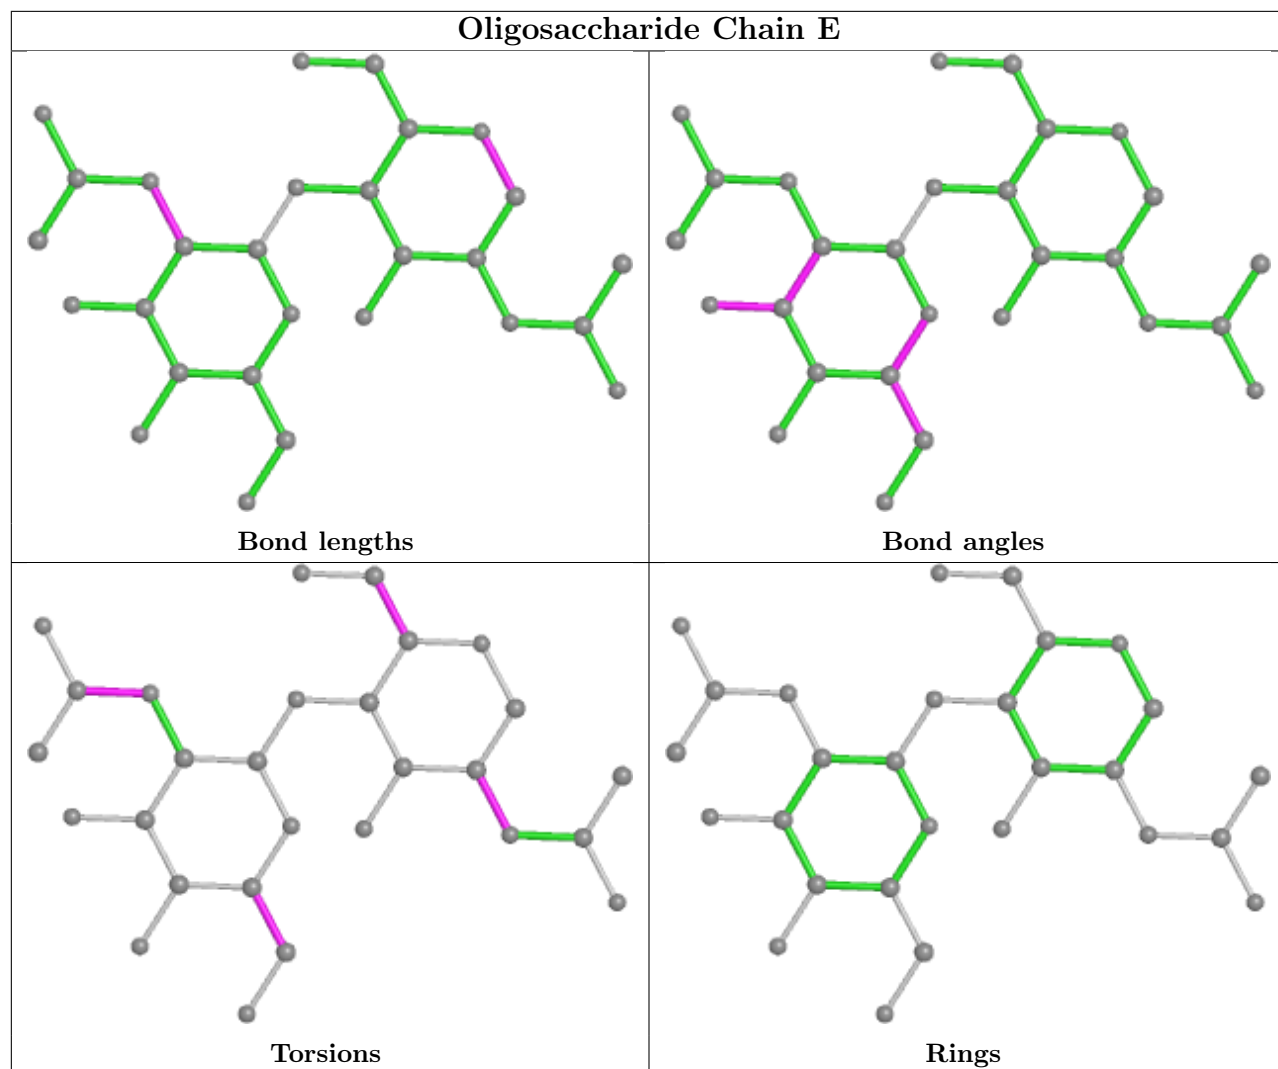 Oligosaccharide Chain E
Bond lengths
Bond angles
Torsions
Rings